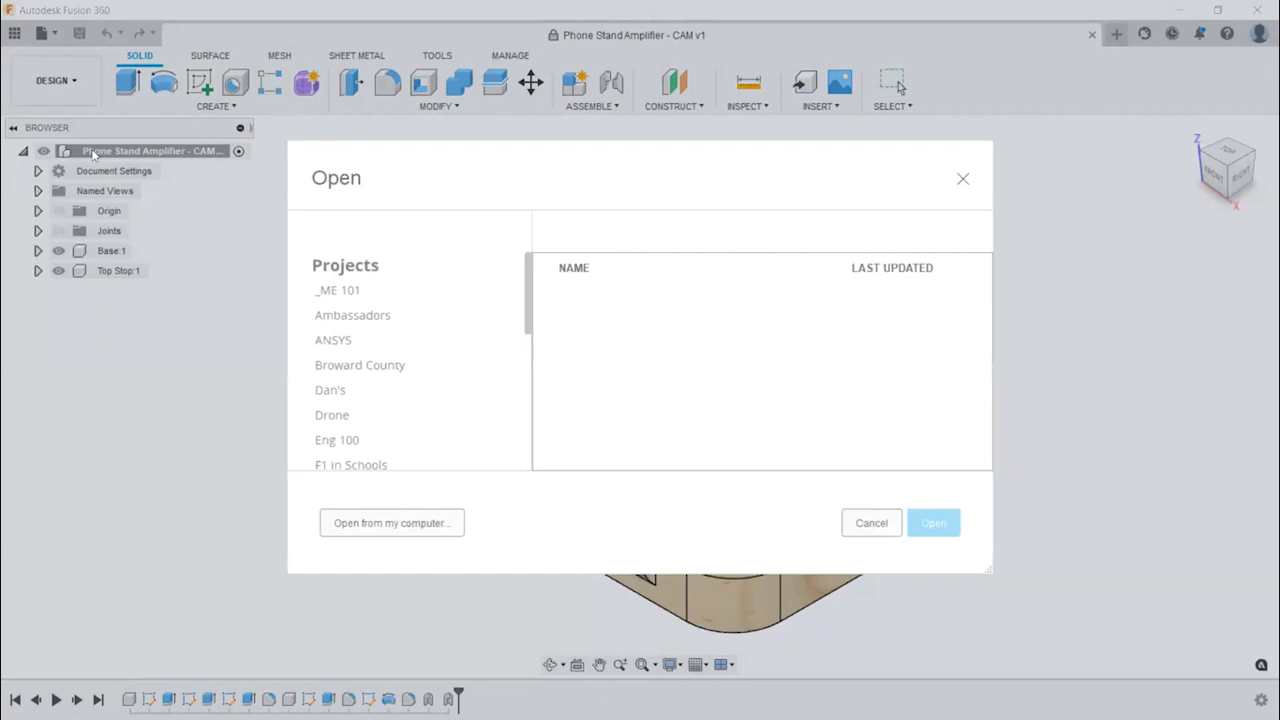 Autodesk Fusion 360
Phone Stand Amplifier - CAM v1
SOLID SURFACE MESH SHEET METAL TOOLS MANAGE
DESIGN
CREATE MODIFY ASSEMBLE CONSTRUCT INSPECT INSERT SELECT
BROWSER
Phone Stand Amplifier - CAM...
Document Settings
Named Views
Origin
Joints
Base:1
Top Stop:1
Z
TOP
FRONT
RIGHT
X
Open
Projects
_ME 101
Ambassadors
ANSYS
Broward County
Dan's
Drone
Eng 100
F1 in Schools
NAME LAST UPDATED
Open from my computer...
Cancel
Open